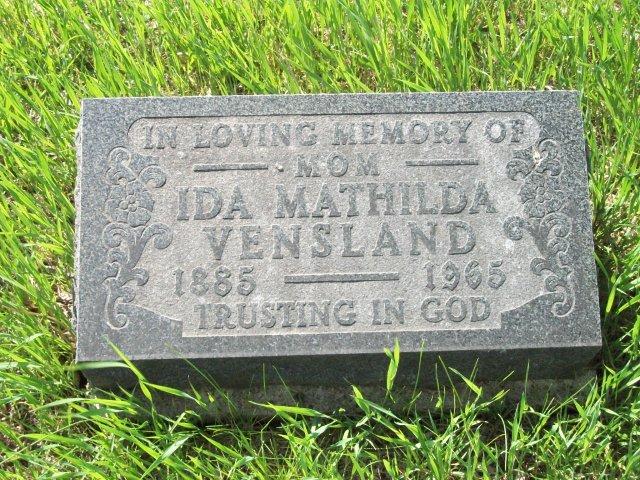 IN LOVING MEMORY OF
MOM
IDA MATHILDA
VENSLAND
1885 — 1965
TRUSTING IN GOD